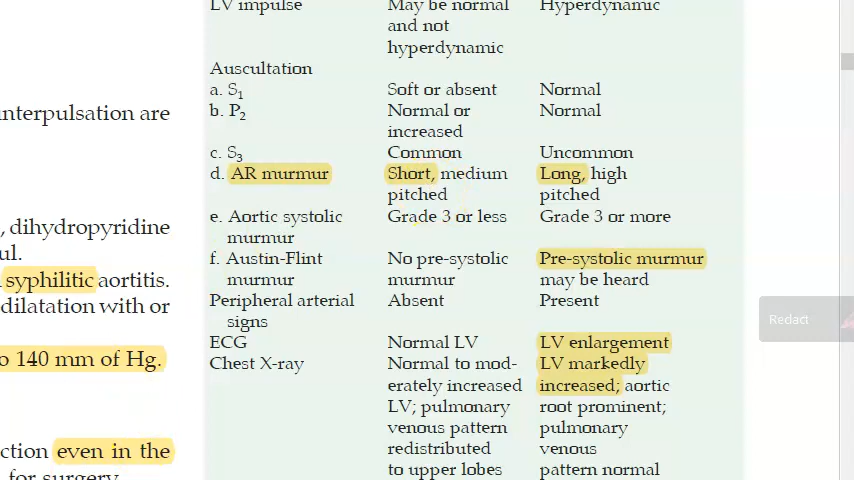 LV impulse May be normal Hyperdynamic
and not
hyperdynamic
Auscultation
a. S1 Soft or absent Normal
b. P2 Normal or Normal
increased
c. S3 Common Uncommon
d. AR murmur Short, medium Long, high
pitched pitched
e. Aortic systolic Grade 3 or less Grade 3 or more
murmur
f. Austin-Flint No pre-systolic Pre-systolic murmur
murmur murmur may be heard
Peripheral arterial Absent Present
signs
ECG Normal LV LV enlargement
Chest X-ray Normal to mod- LV markedly
erately increased increased; aortic
LV; pulmonary root prominent;
venous pattern pulmonary
redistributed venous
to upper lobes pattern normal
interpulsation are
, dihydropyridine
ul.
syphilitic aortitis.
dilatation with or
o 140 mm of Hg.
ction even in the
for surgery
Redact